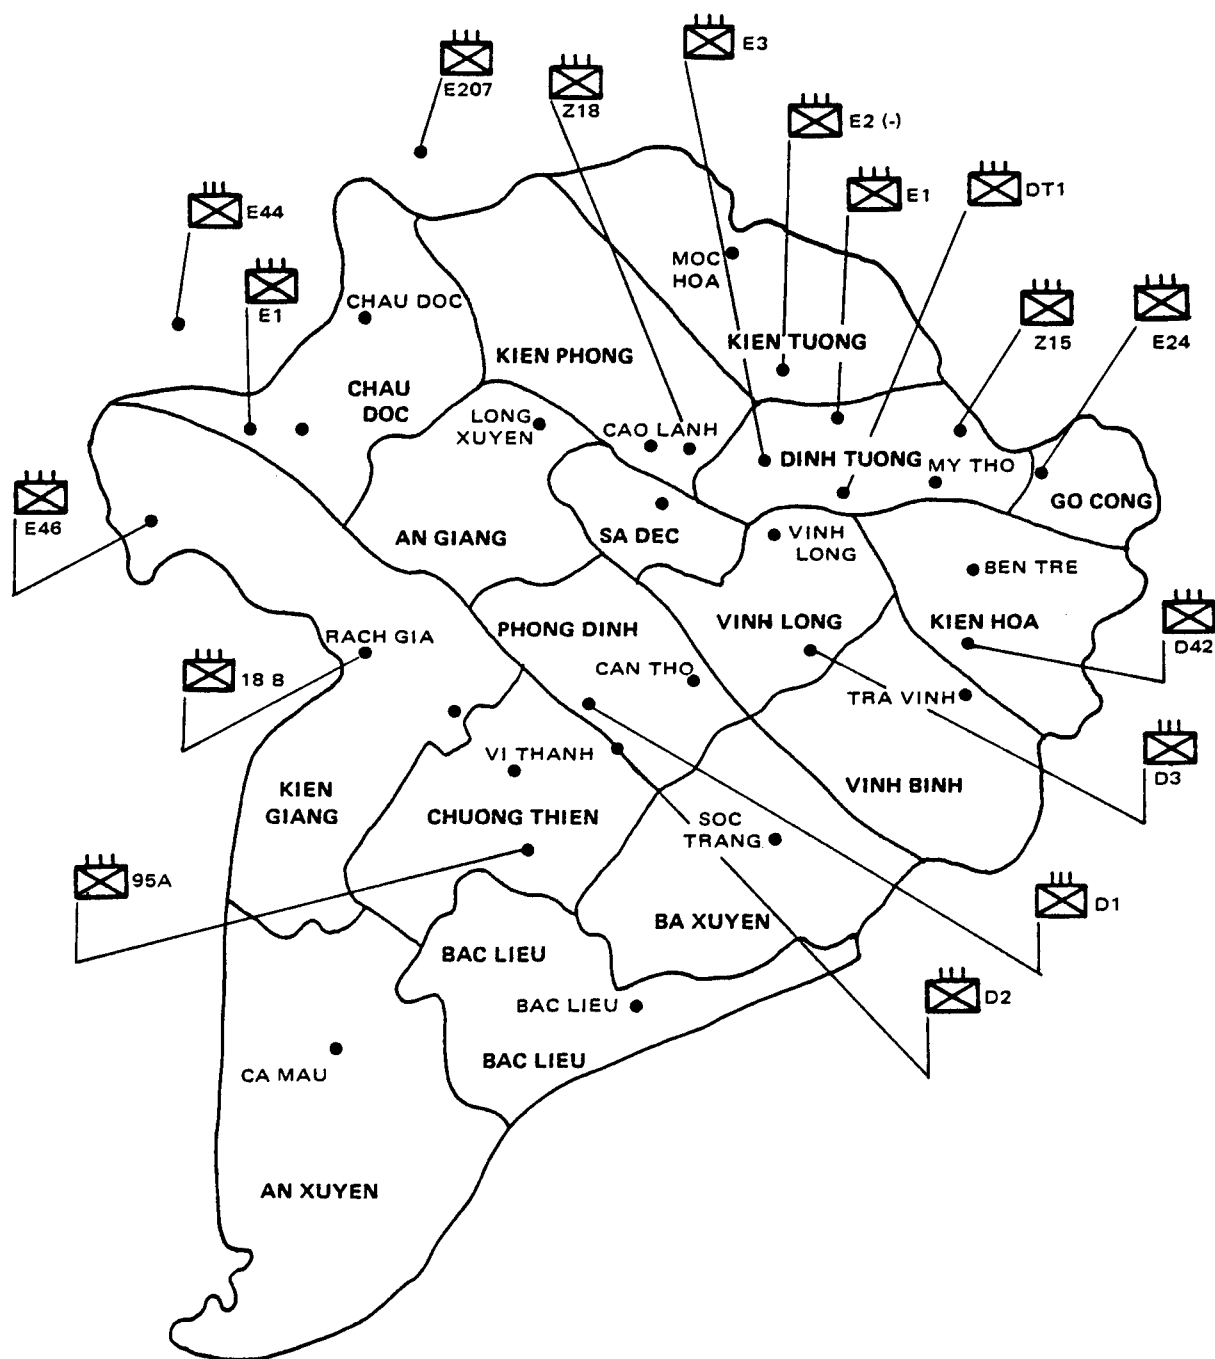 E3
E207
Z18
E2 (-)
E1
DT1
E44
MOC
HOA
CHAU DOC
E1
Z15
E24
KIEN TUONG
KIEN PHONG
CHAU
DOC
LONG
XUYEN
CAO LANH
DINH TUONG
MY THO
GO CONG
E46
AN GIANG
SA DEC
VINH
LONG
BEN TRE
PHONG DINH
VINH LONG
KIEN HOA
RACH GIA
D42
18 B
CAN THO
TRA VINH
VI THANH
D3
KIEN
GIANG
VINH BINH
CHUONG THIEN
SOC
TRANG
95A
D1
BA XUYEN
BAC LIEU
D2
BAC LIEU
BAC LIEU
CA MAU
AN XUYEN